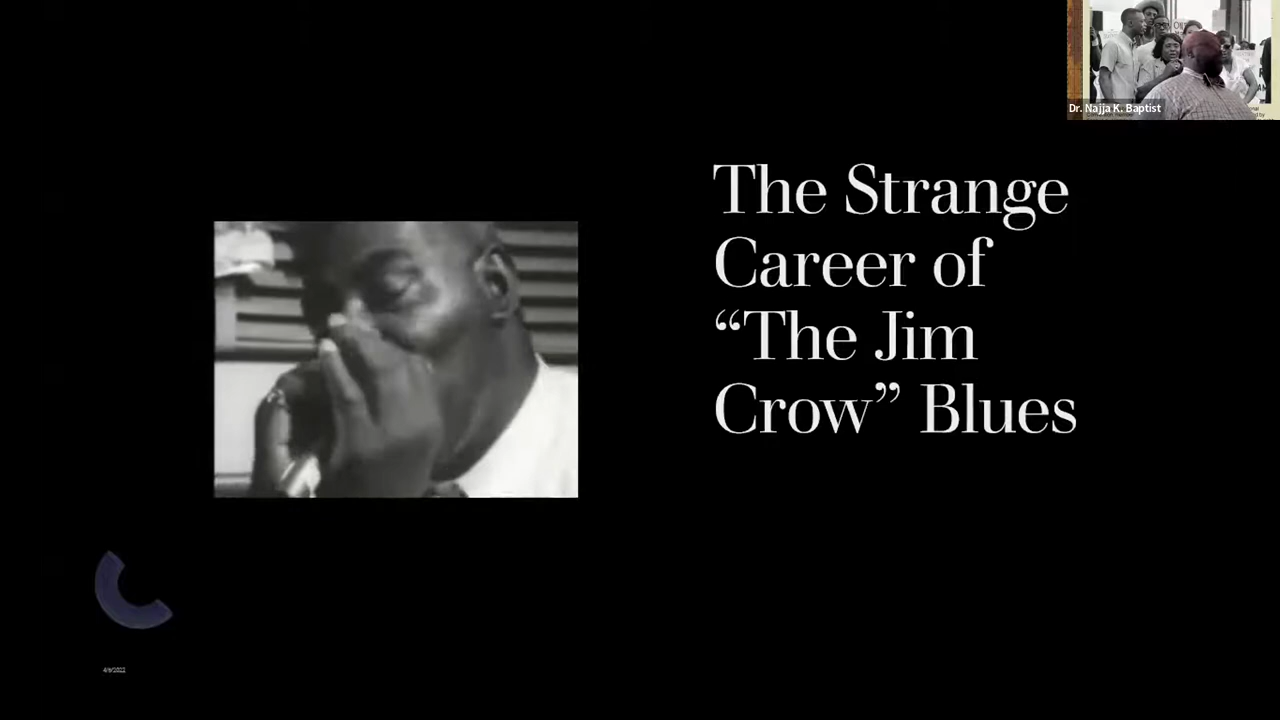 Dr. Najja K. Baptist
The Strange
Career of
“The Jim
Crow” Blues